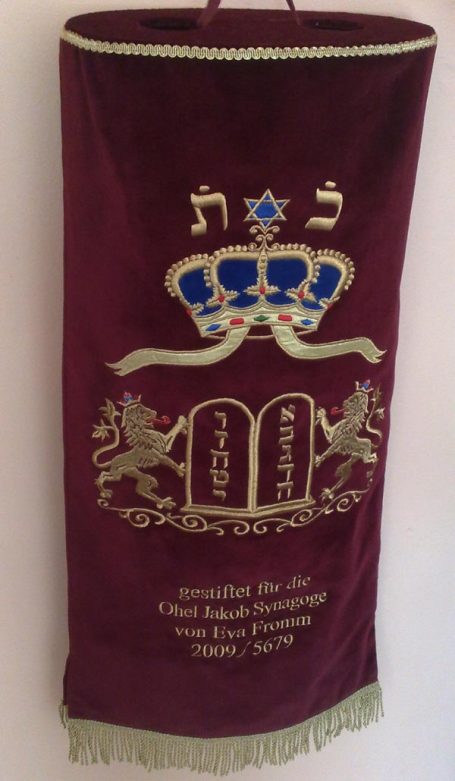 כׄ תׄ
א ו
ב ז
ג ח
ד ט
ה י
gestiftet für die
Ohel Jakob Synagoge
von Eva Fromm
2009/5679